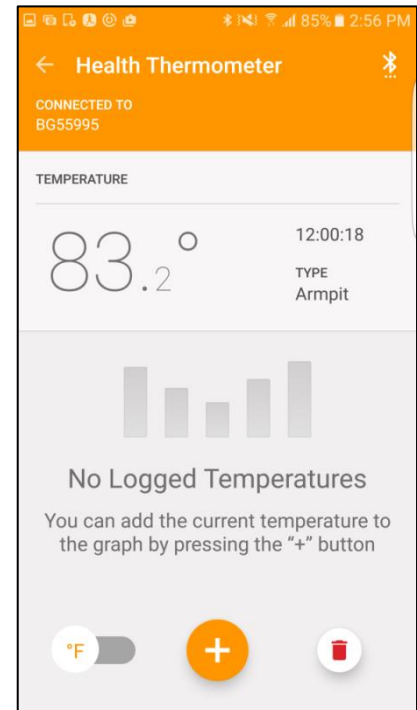 85% 2:56 PM
Health Thermometer
CONNECTED TO
BG55995
TEMPERATURE
83.2°
12:00:18
TYPE
Armpit
No Logged Temperatures
You can add the current temperature to
the graph by pressing the “+” button
°F
+